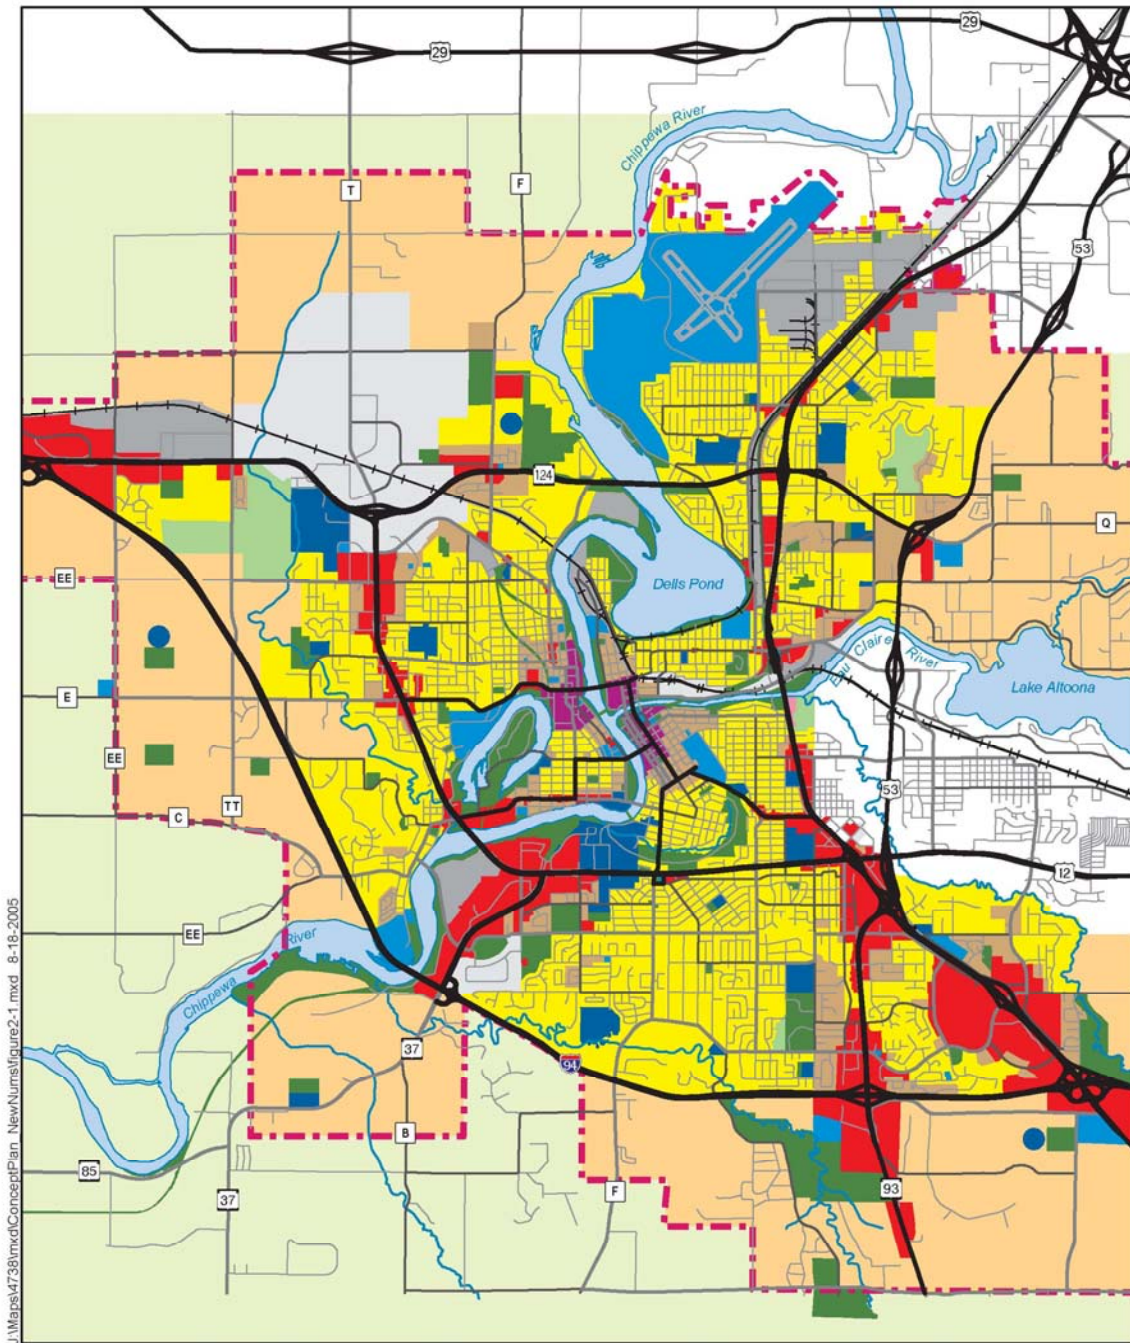 29
29
Chippewa River
T
F
53
124
Q
Dells Pond
EE
Eau Claire River
Lake Altoona
E
EE
TT
C
53
12
EE
Chippewa River
37
94
B
85
37
F
93
J:\Maps\4738\mxd\ConceptPlan_NewNums\figure2-1.mxd 8-18-2005